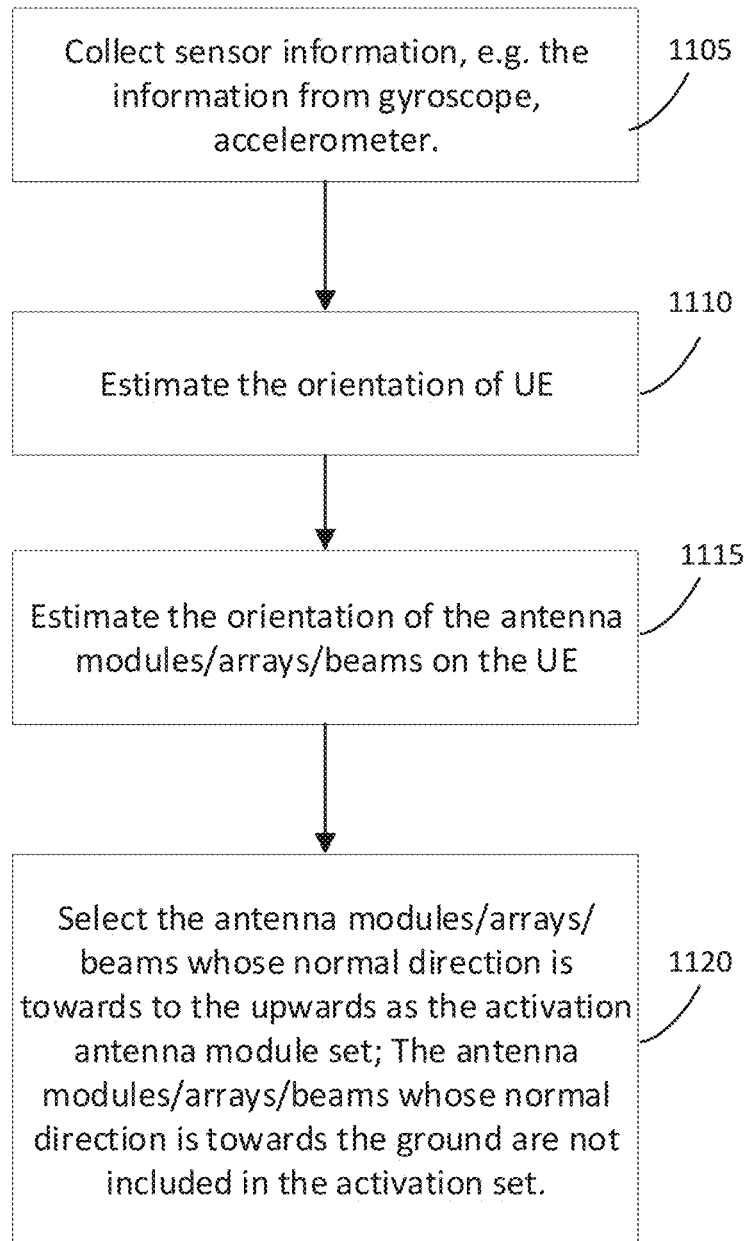 Collect sensor information, e.g. the
information from gyroscope,
accelerometer.
1105
Estimate the orientation of UE
1110
Estimate the orientation of the antenna
modules/arrays/beams on the UE
1115
Select the antenna modules/arrays/
beams whose normal direction is
towards to the upwards as the activation
antenna module set; The antenna
modules/arrays/beams whose normal
direction is towards the ground are not
included in the activation set.
1120